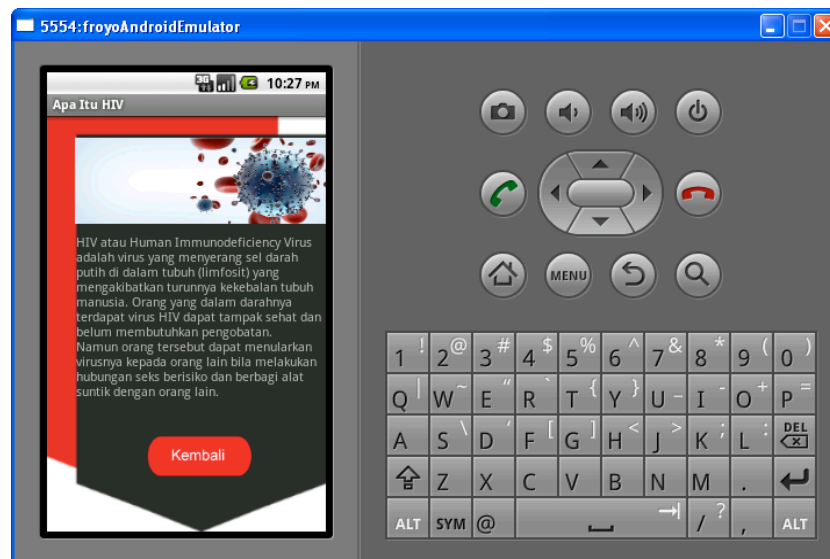 5554:froyoAndroidEmulator
3G
10:27 PM
Apa Itu HIV
HIV atau Human Immunodeficiency Virus
adalah virus yang menyerang sel darah
putih di dalam tubuh (limfosit) yang
mengakibatkan turunnya kekebalan tubuh
manusia. Orang yang dalam darahnya
terdapat virus HIV dapat tampak sehat dan
belum membutuhkan pengobatan.
Namun orang tersebut dapat menularkan
virusnya kepada orang lain bila melakukan
hubungan seks berisiko dan berbagi alat
suntik dengan orang lain.
Kembali
MENU
1 ! 2 @ 3 # 4 $ 5 % 6 ^ 7 & 8 * 9 ( 0 )
Q | W ~ E " R ` T { Y } U - I - O + P =
A S \ D ' F [ G ] H < J > K ; L : DEL
Z X C V B N M .
ALT SYM @ / ? , ALT